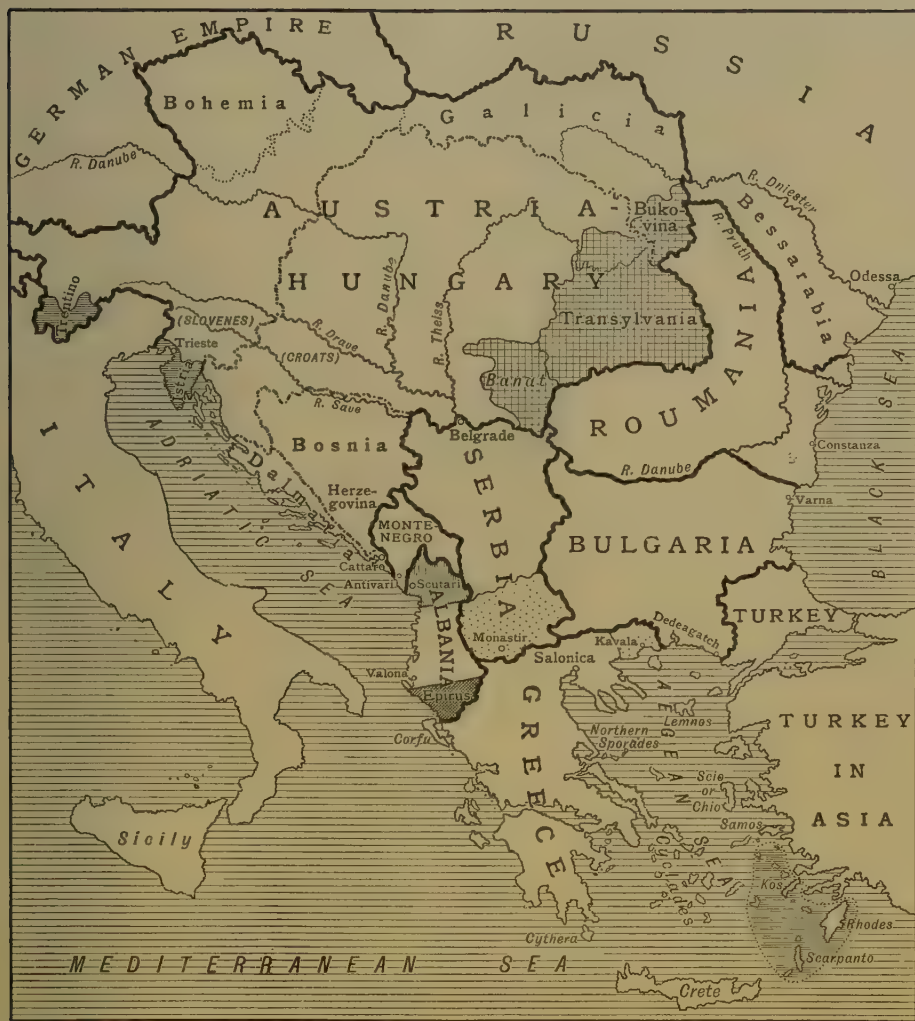 GERMAN EMPIRE
RUSSIA
Bohemia
Galicia
R. Danube
R. Dniester
AUSTRIA-
HUNGARY
Buko-
vina
Bessarabia
R. Pruth
Odessa
Trentino
R. Danube
R. Theiss
Transylvania
(SLOVENES)
R. Drave
Trieste
(CROATS)
Istria
Banat
ROUMANIA
R. Save
Belgrade
Bosnia
Constanza
R. Danube
ITALY
ADRIATIC SEA
Dalmatia
Herze-
govina
SERBIA
Varna
BLACK SEA
MONTE
NEGRO
BULGARIA
Cattaro
Antivari
Scutari
ALBANIA
TURKEY
Dedeagatch
Kavala
Monastir
Salonica
Valona
Epirus
GREECE
AEGEAN SEA
Lemnos
TURKEY
IN
ASIA
Corfu
Northern
Sporades
Scio
or
Chio
Samos
Sicily
Cyclades
Kos
Rhodes
Cythera
Scarpanto
MEDITERRANEAN SEA
Crete